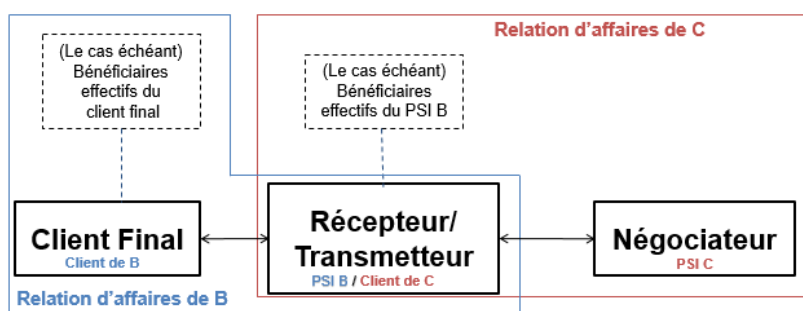 Relation d’affaires de C
(Le cas échéant)
Bénéficiaires
effectifs du
client final
(Le cas échéant)
Bénéficiaires
effectifs du PSI B
Client Final
Client de B
Récepteur/
Transmetteur
PSI B / Client de C
Négociateur
PSI C
Relation d’affaires de B